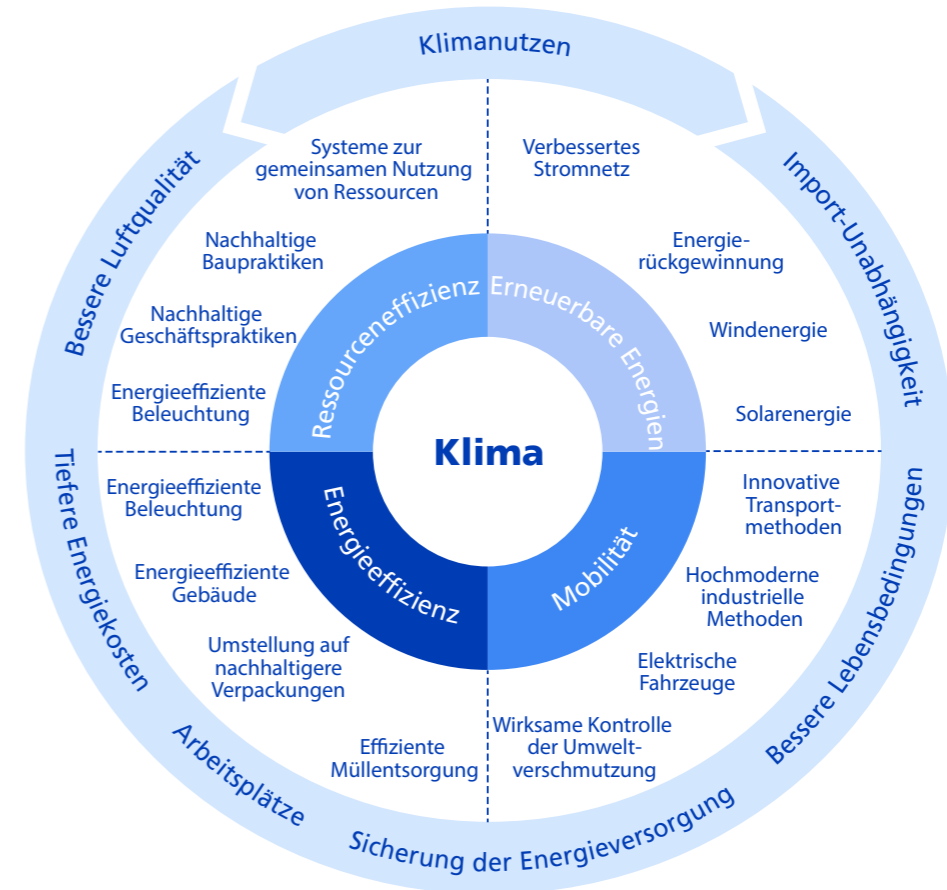 Klimanutzen
Import-Unabhängigkeit
Bessere Lebensbedingungen
Sicherung der Energieversorgung
Arbeitsplätze
Tiefere Energiekosten
Bessere Luftqualität
Systeme zur
gemeinsamen Nutzung
von Ressourcen
Nachhaltige
Baupraktiken
Nachhaltige
Geschäftspraktiken
Energieeffiziente
Beleuchtung
Verbessertes
Stromnetz
Energie-
rückgewinnung
Windenergie
Solarenergie
Ressourceneffizienz
Erneuerbare Energien
Klima
Energieeffizienz
Mobilität
Energieeffiziente
Beleuchtung
Energieeffiziente
Gebäude
Umstellung auf
nachhaltigere
Verpackungen
Effiziente
Müllentsorgung
Innovative
Transport-
methoden
Hochmoderne
industrielle
Methoden
Elektrische
Fahrzeuge
Wirksame Kontrolle
der Umwelt-
verschmutzung